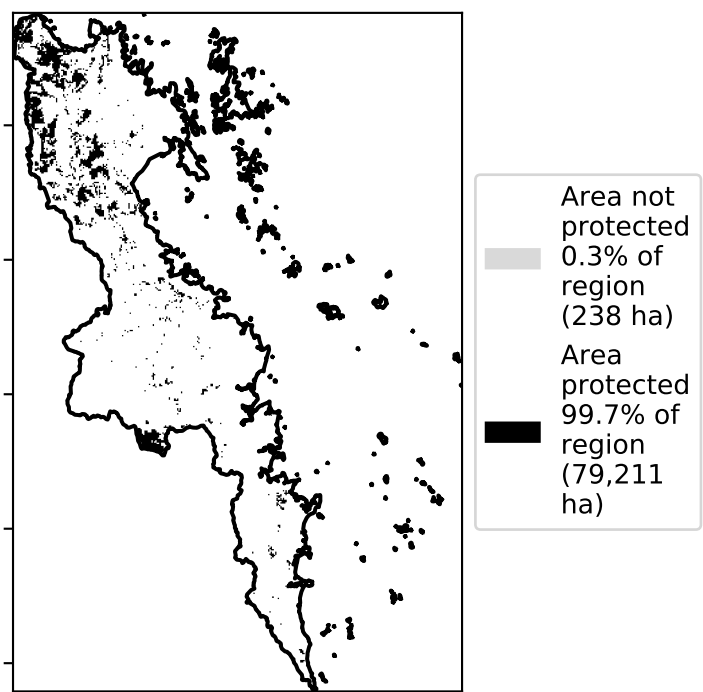 Area not
protected
0.3% of
region
(238 ha)
Area
protected
99.7% of
region
(79,211
ha)